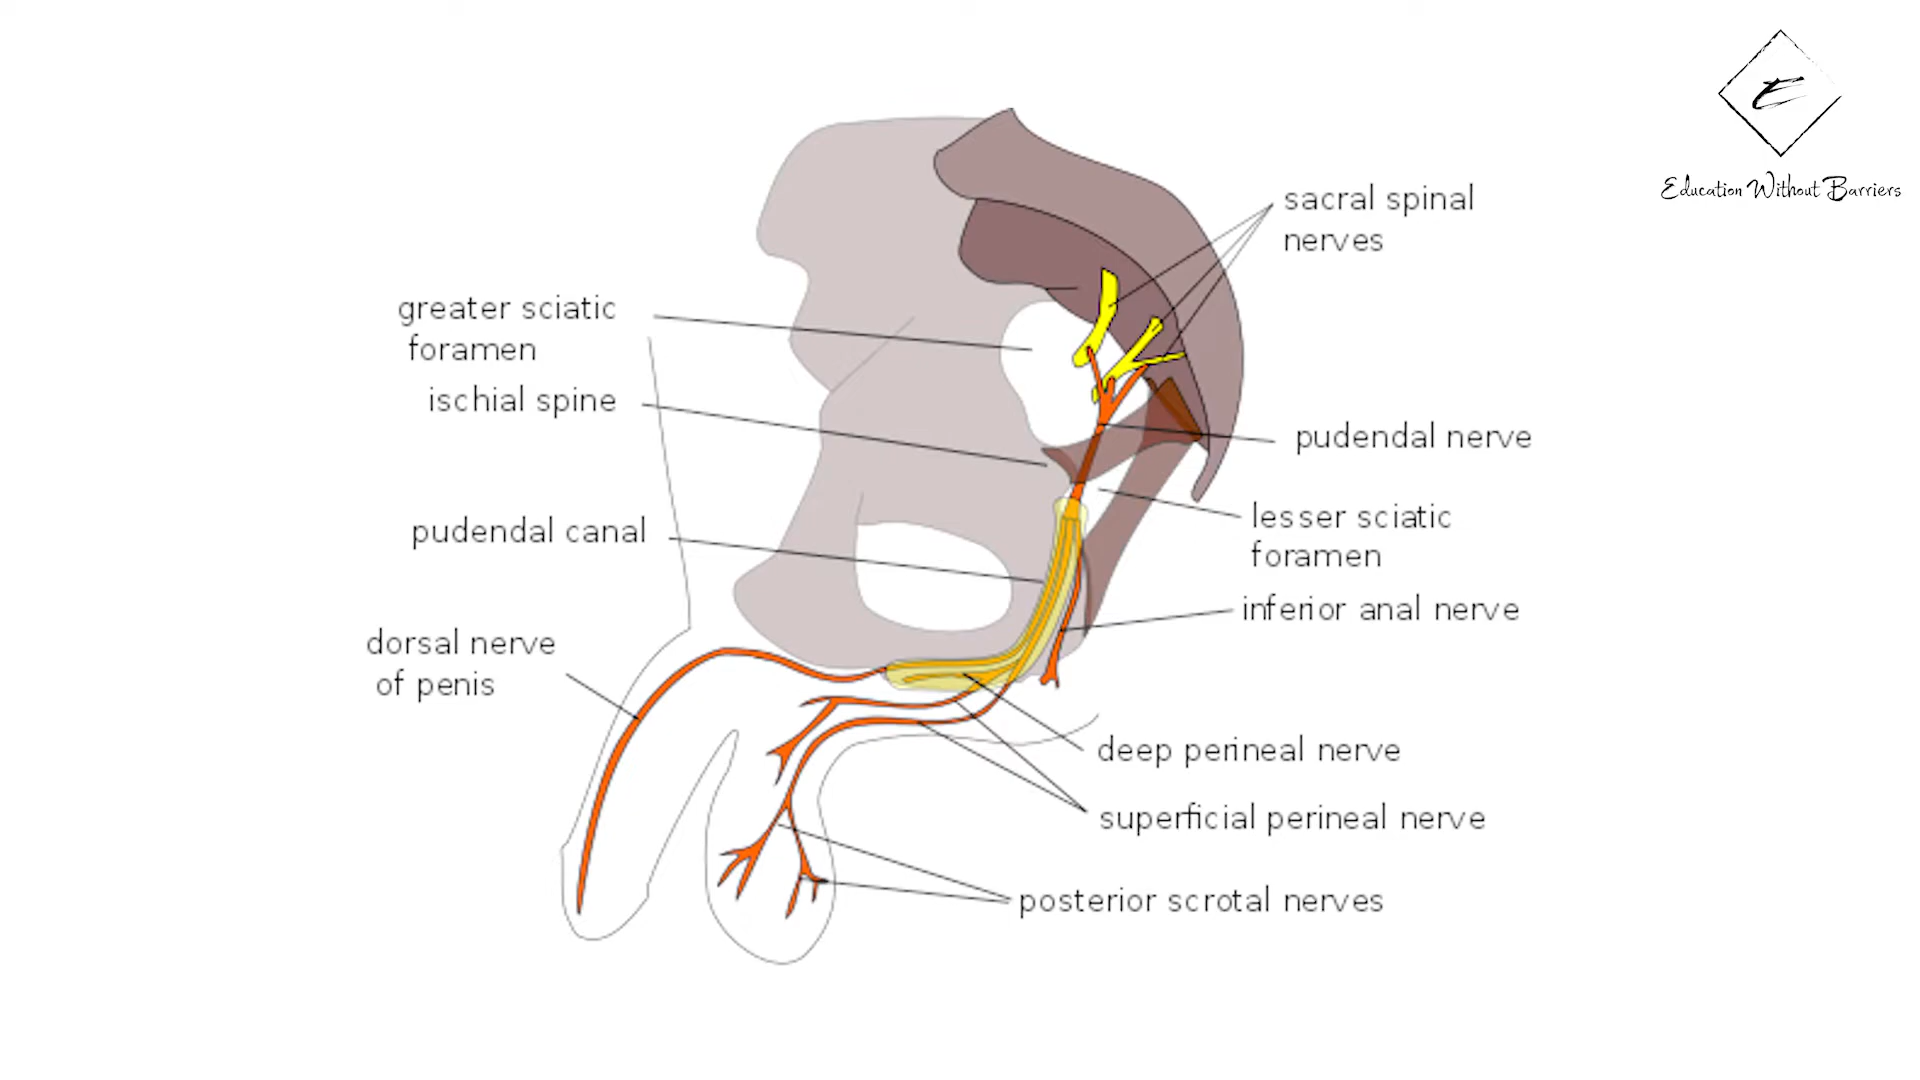 E
Education Without Barriers
sacral spinal
nerves
greater sciatic
foramen
ischial spine
pudendal nerve
lesser sciatic
foramen
pudendal canal
inferior anal nerve
dorsal nerve
of penis
deep perineal nerve
superficial perineal nerve
posterior scrotal nerves